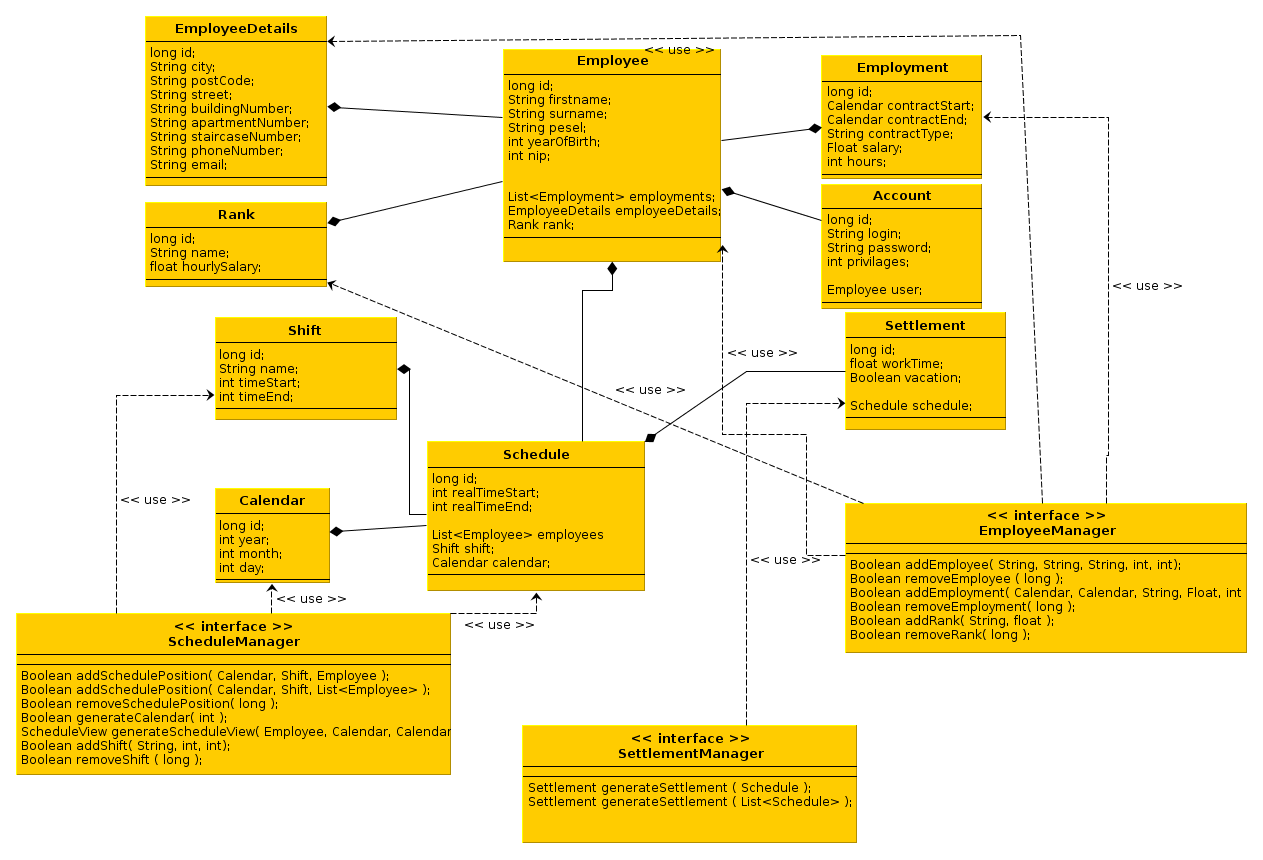 EmployeeDetails
long id;
String city;
String postCode;
String street;
String buildingNumber;
String apartmentNumber;
String staircaseNumber;
String phoneNumber;
String email;
<< use >>
Employee
long id;
String firstname;
String surname;
String pesel;
int yearOfBirth;
int nip;
List<Employment> employments;
EmployeeDetails employeeDetails;
Rank rank;
Employment
long id;
Calendar contractStart;
Calendar contractEnd;
String contractType;
Float salary;
int hours;
Rank
long id;
String name;
float hourlySalary;
Account
long id;
String login;
String password;
int privilages;
Employee user;
<< use >>
Shift
long id;
String name;
int timeStart;
int timeEnd;
<< use >>
<< use >>
Settlement
long id;
float workTime;
Boolean vacation;
Schedule schedule;
<< use >>
Schedule
long id;
int realTimeStart;
int realTimeEnd;
List<Employee> employees
Shift shift;
Calendar calendar;
Calendar
long id;
int year;
int month;
int day;
<< use >>
<< use >>
<< use >>
<< interface >>
EmployeeManager
Boolean addEmployee( String, String, String, int, int);
Boolean removeEmployee ( long );
Boolean addEmployment( Calendar, Calendar, String, Float, int
Boolean removeEmployment( long );
Boolean addRank( String, float );
Boolean removeRank( long );
<< interface >>
ScheduleManager
Boolean addSchedulePosition( Calendar, Shift, Employee );
Boolean addSchedulePosition( Calendar, Shift, List<Employee> );
Boolean removeSchedulePosition( long );
Boolean generateCalendar( int );
ScheduleView generateScheduleView( Employee, Calendar, Calendar
Boolean addShift( String, int, int);
Boolean removeShift ( long );
<< interface >>
SettlementManager
Settlement generateSettlement ( Schedule );
Settlement generateSettlement ( List<Schedule> );